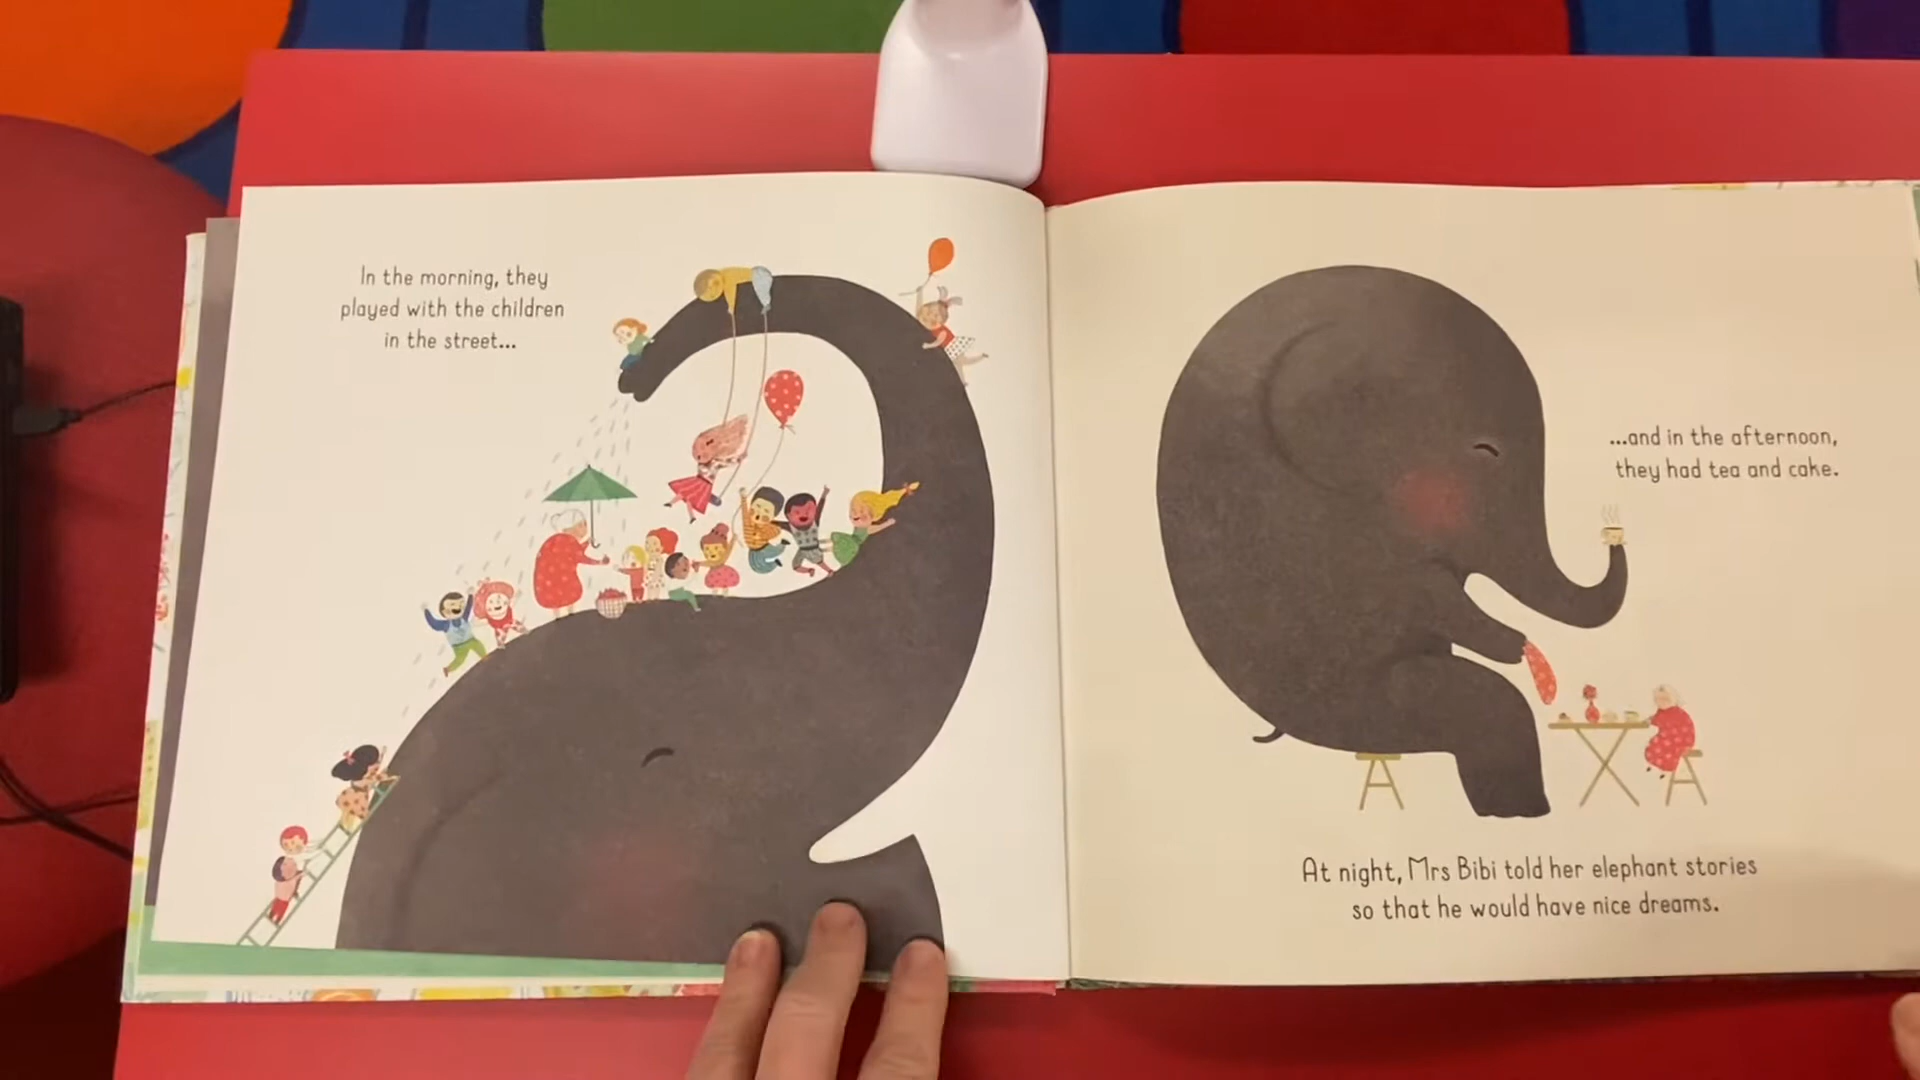 In the morning, they
played with the children
in the street...
...and in the afternoon,
they had tea and cake.
At night, Mrs Bibi told her elephant stories
so that he would have nice dreams.